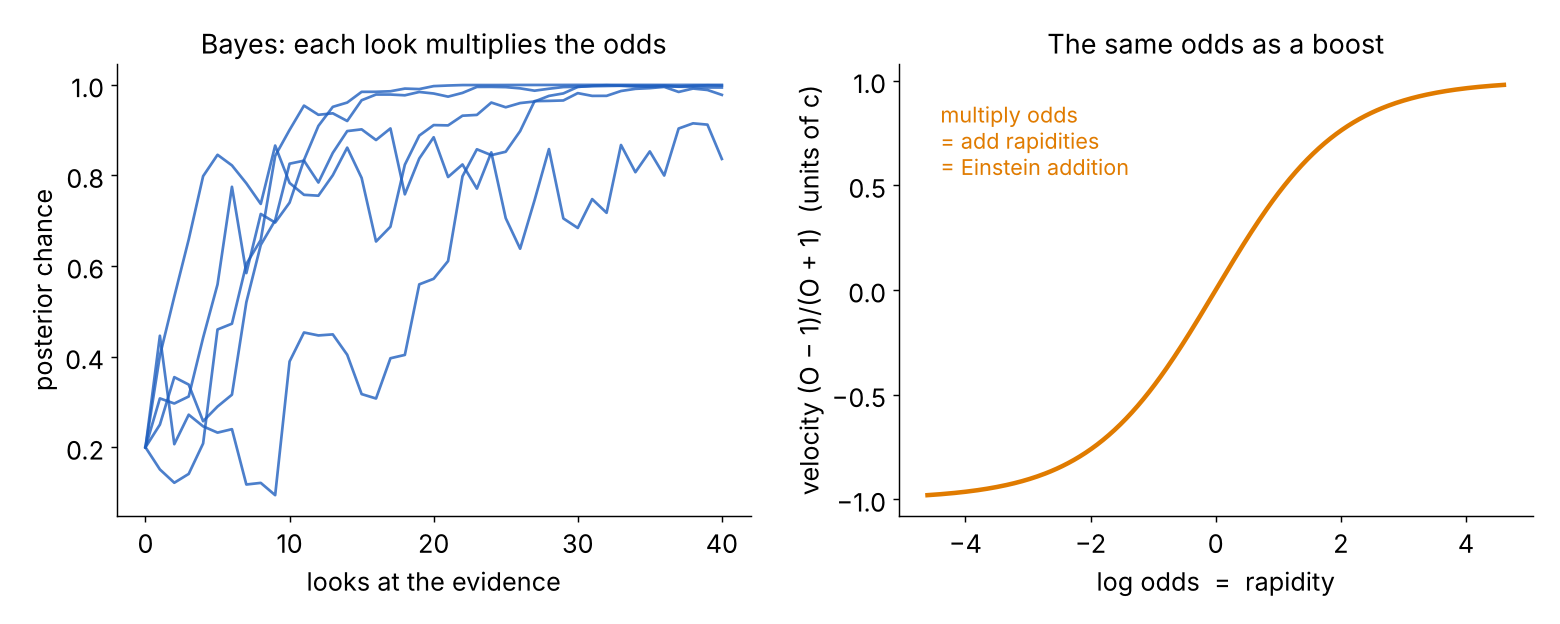 Bayes: each look multiplies the odds
1.0
0.8
0.6
0.4
0.2
posterior chance
0 10 20 30 40
looks at the evidence
The same odds as a boost
multiply odds
= add rapidities
= Einstein addition
1.0
0.5
0.0
−0.5
−1.0
velocity (O − 1)/(O + 1) (units of c)
−4 −2 0 2 4
log odds = rapidity